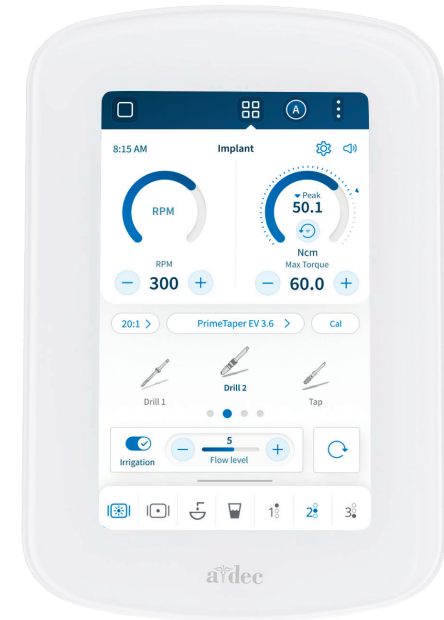 A
8:15 AM
Implant
RPM
Peak
50.1
Ncm
RPM
Max Torque
300
60.0
20:1 >
PrimeTaper EV 3.6 >
Cal
Drill 1
Drill 2
Tap
Irrigation
5
Flow level
1
2
3
a dec